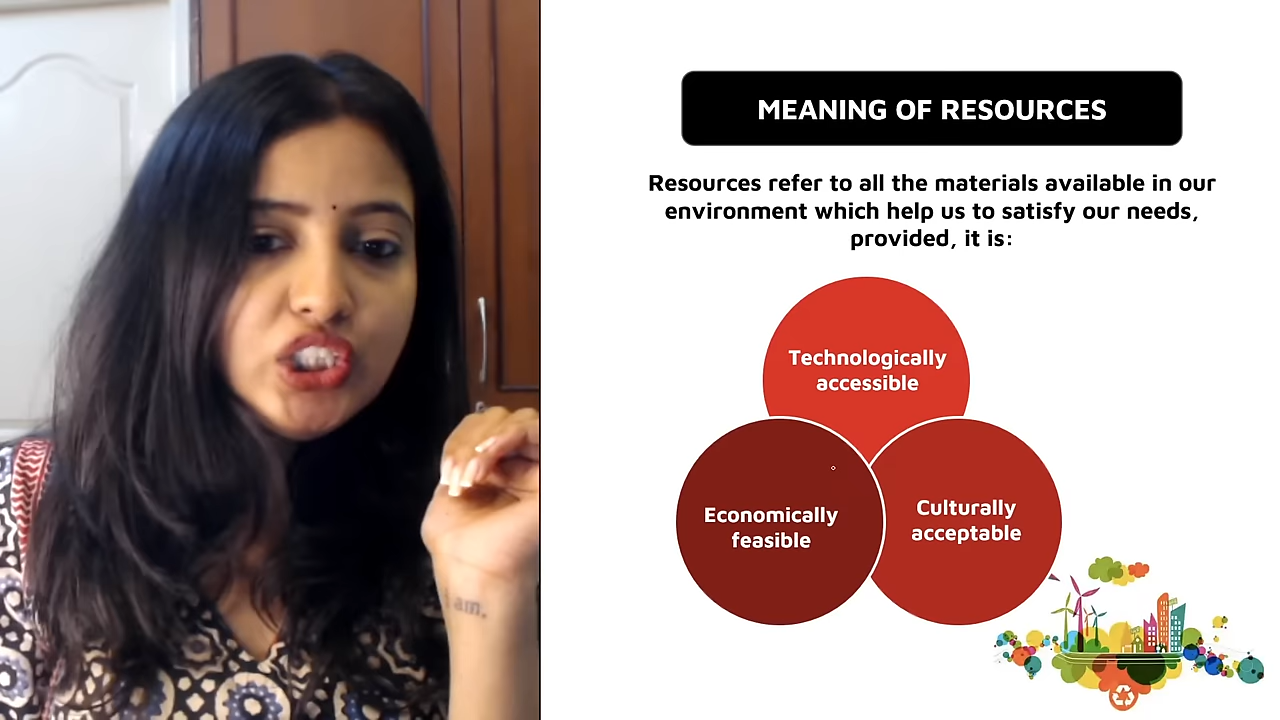 MEANING OF RESOURCES
Resources refer to all the materials available in our
environment which help us to satisfy our needs,
provided, it is:
Technologically
accessible
Economically
feasible
Culturally
acceptable
am.